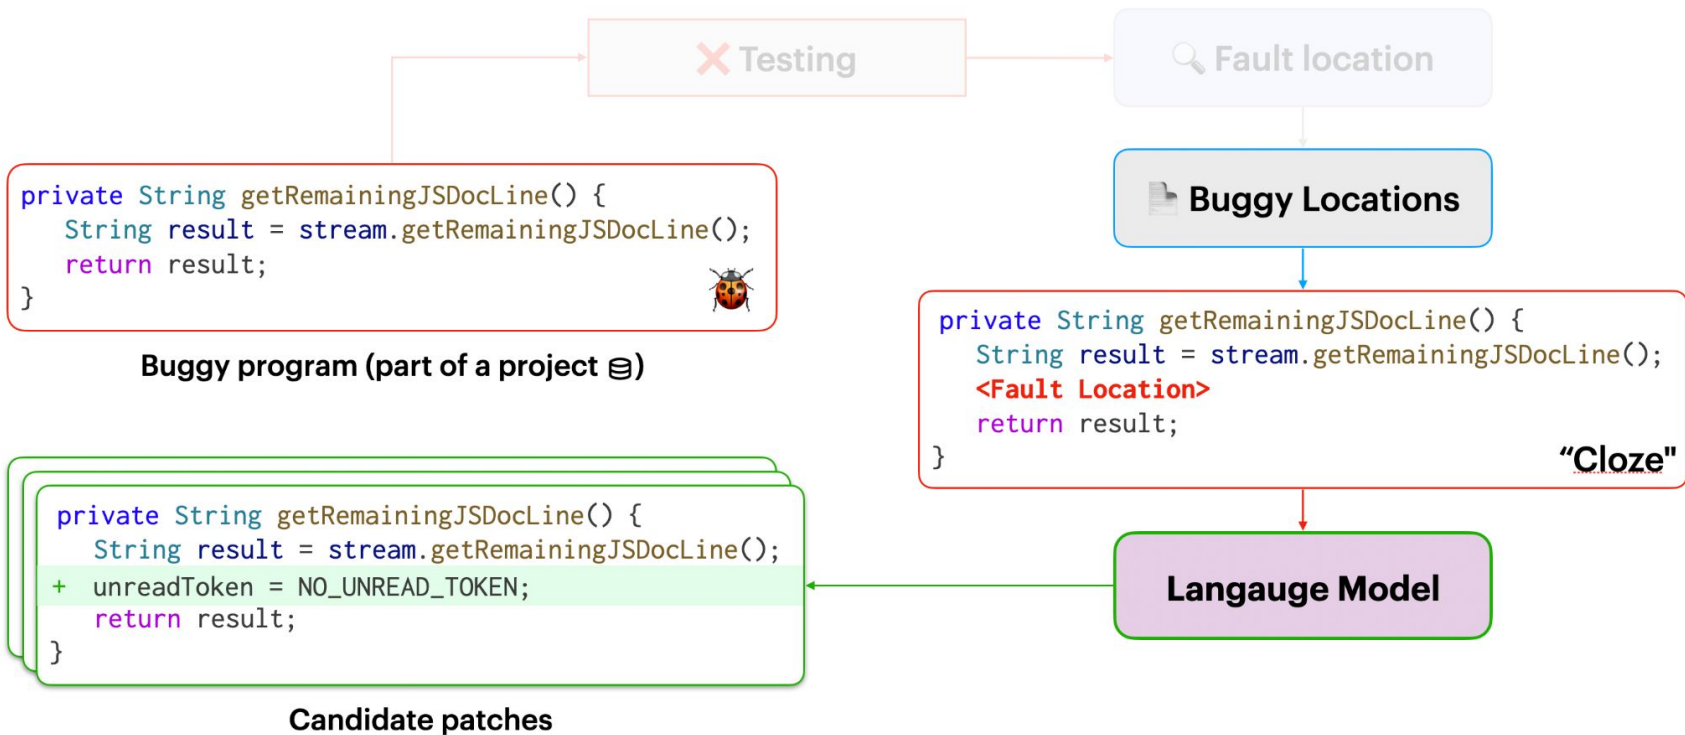 ❌ Testing
🔍 Fault location
private String getRemainingJSDocLine() {
String result = stream.getRemainingJSDocLine();
return result;
}
Buggy program (part of a project)
Buggy Locations
private String getRemainingJSDocLine() {
String result = stream.getRemainingJSDocLine();
<Fault Location>
return result;
}
“Cloze"
Langauge Model
private String getRemainingJSDocLine() {
String result = stream.getRemainingJSDocLine();
+ unreadToken = NO_UNREAD_TOKEN;
return result;
}
Candidate patches